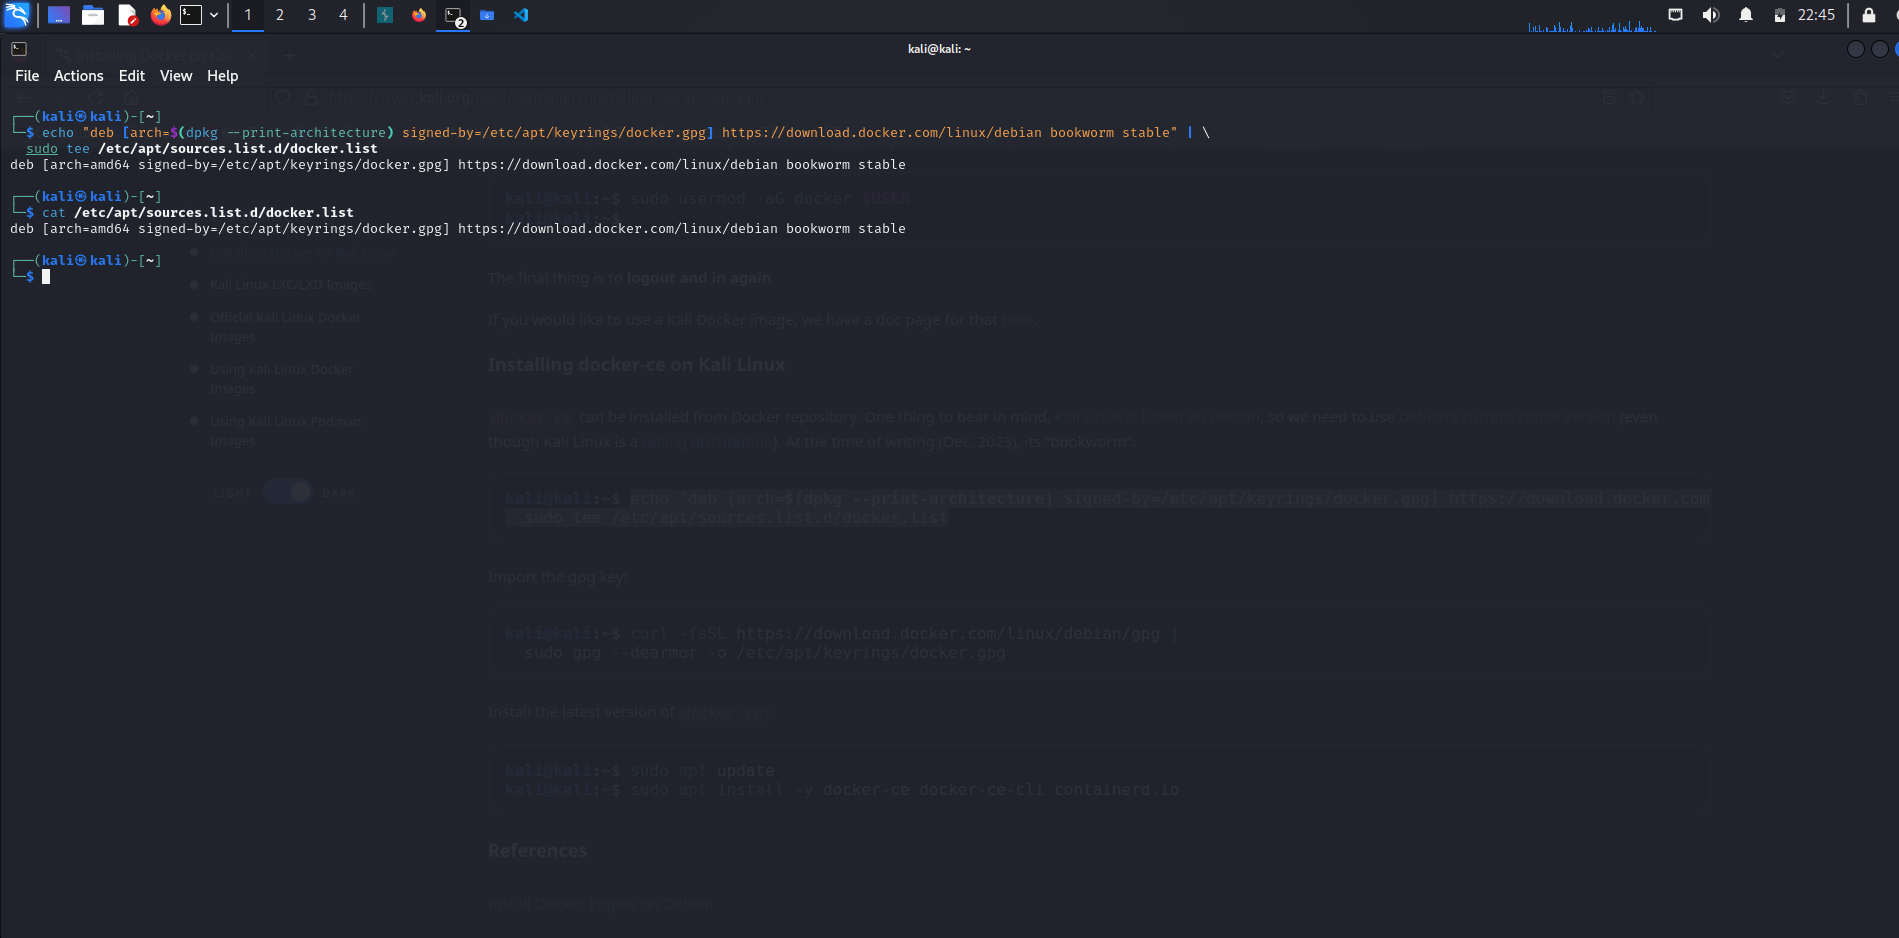 1 2 3 4 2 22:45
Installing Docker on Kali
kali@kali: ~
File Actions Edit View Help
https://www.kali.org/docs/containers/installing-docker-on-kali/
┌──(kali㉿kali)-[~]
└─$ echo "deb [arch=$(dpkg --print-architecture) signed-by=/etc/apt/keyrings/docker.gpg] https://download.docker.com/linux/debian bookworm stable" | \
sudo tee /etc/apt/sources.list.d/docker.list
deb [arch=amd64 signed-by=/etc/apt/keyrings/docker.gpg] https://download.docker.com/linux/debian bookworm stable
┌──(kali㉿kali)-[~]
└─$ cat /etc/apt/sources.list.d/docker.list
deb [arch=amd64 signed-by=/etc/apt/keyrings/docker.gpg] https://download.docker.com/linux/debian bookworm stable
┌──(kali㉿kali)-[~]
└─$
Installing Docker on Kali Linux
Kali Linux LXC/LXD Images
Official Kali Linux Docker
Images
Using Kali Linux Docker
Images
Using Kali Linux Podman
Images
LIGHT DARK
kali@kali:~$ sudo usermod -aG docker $USER
kali@kali:~$
The final thing is to logout and in again.
If you would like to use a Kali Docker image, we have a doc page for that here.
Installing docker-ce on Kali Linux
docker-ce can be installed from Docker repository. One thing to bear in mind, Kali Linux is based on Debian, so we need to use Debian's current stable version (even
though Kali Linux is a rolling distribution). At the time of writing (Dec. 2023), its "bookworm":
kali@kali:~$ echo "deb [arch=$(dpkg --print-architecture) signed-by=/etc/apt/keyrings/docker.gpg] https://download.docker.com
sudo tee /etc/apt/sources.list.d/docker.list
Import the gpg key:
kali@kali:~$ curl -fsSL https://download.docker.com/linux/debian/gpg |
sudo gpg --dearmor -o /etc/apt/keyrings/docker.gpg
Install the latest version of docker-ce:
kali@kali:~$ sudo apt update
kali@kali:~$ sudo apt install -y docker-ce docker-ce-cli containerd.io
References
Install Docker Engine on Debian